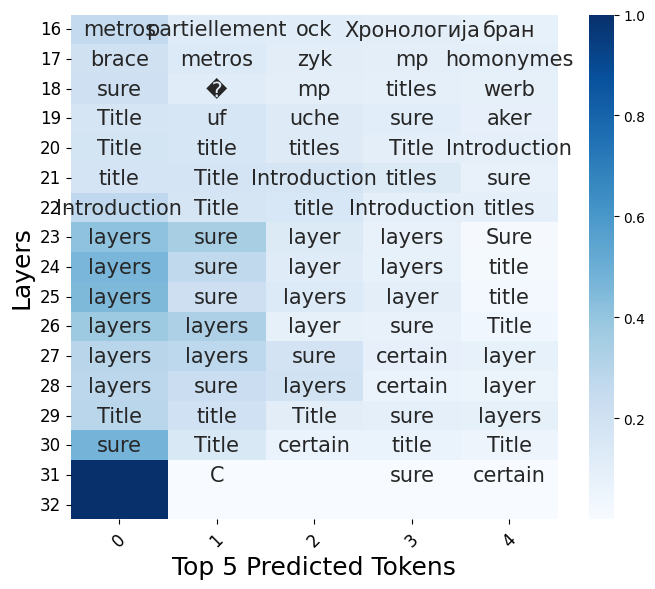 16 metros partiellement ock Хронологија бран
17 brace metros zyk mp homonymes
18 sure � mp titles werb
19 Title uf uche sure aker
20 Title title titles Title Introduction
21 title Title Introduction titles sure
22 Introduction Title title Introduction titles
23 layers sure layer layers Sure
24 layers sure layer layers title
25 layers sure layers layer title
26 layers layers layer sure Title
27 layers layers sure certain layer
28 layers sure layers certain layer
29 Title title Title sure layers
30 sure Title certain title Title
31 C sure certain
32
0 1 2 3 4
Layers
Top 5 Predicted Tokens
1.0
0.8
0.6
0.4
0.2